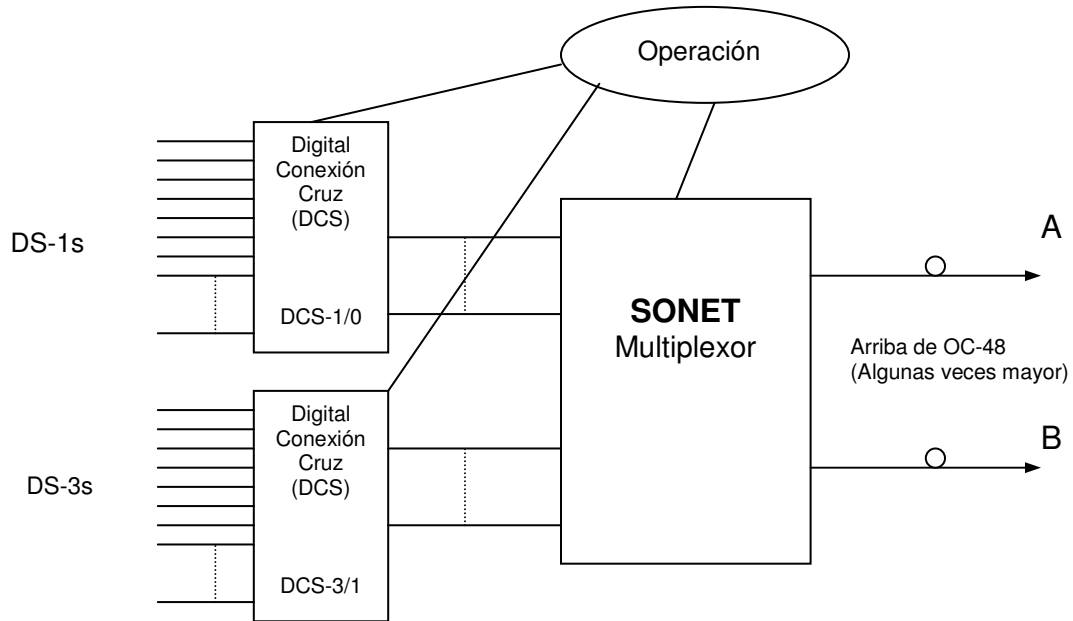 Operación
DS-1s
Digital
Conexión
Cruz
(DCS)
DCS-1/0
DS-3s
Digital
Conexión
Cruz
(DCS)
DCS-3/1
SONET
Multiplexor
A
Arriba de OC-48
(Algunas veces mayor)
B